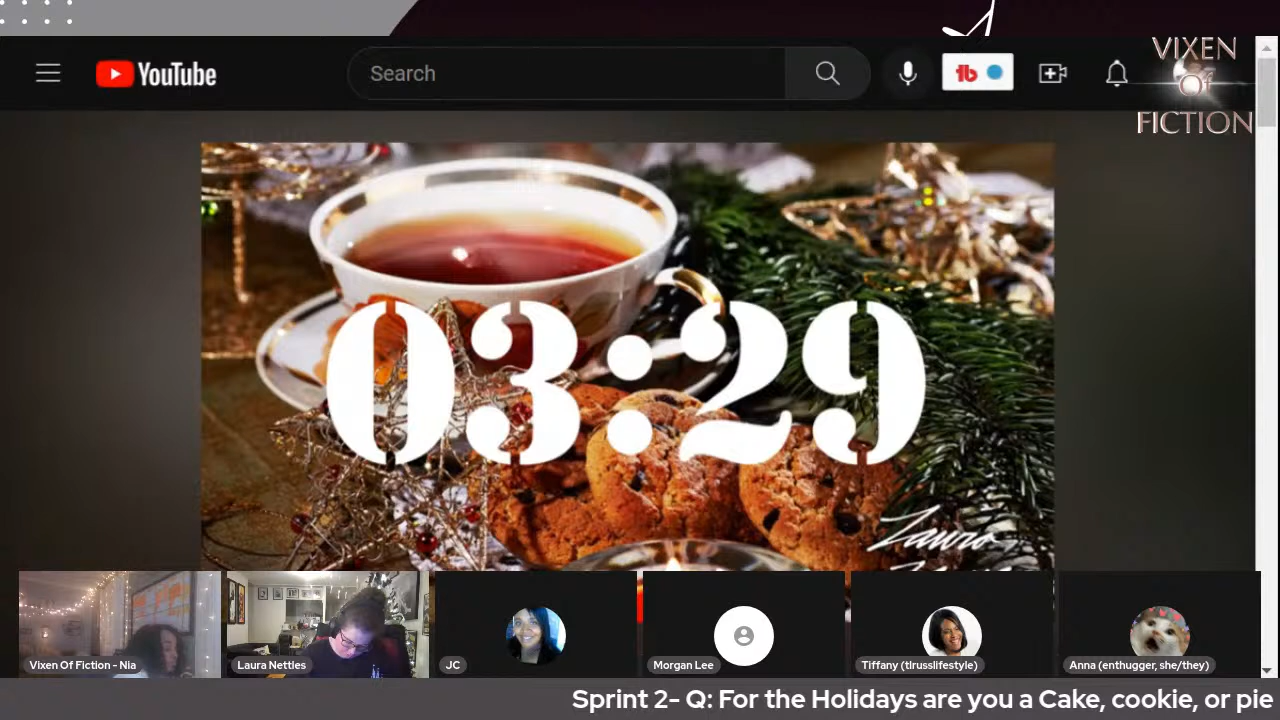 YouTube
Search
VIXEN
Of
FICTION
03:29
Vixen Of Fiction - Nia
Laura Nettles
JC
Morgan Lee
Tiffany (tlrusslifestyle)
Anna (enthugger, she/they)
Sprint 2- Q: For the Holidays are you a Cake, cookie, or pie